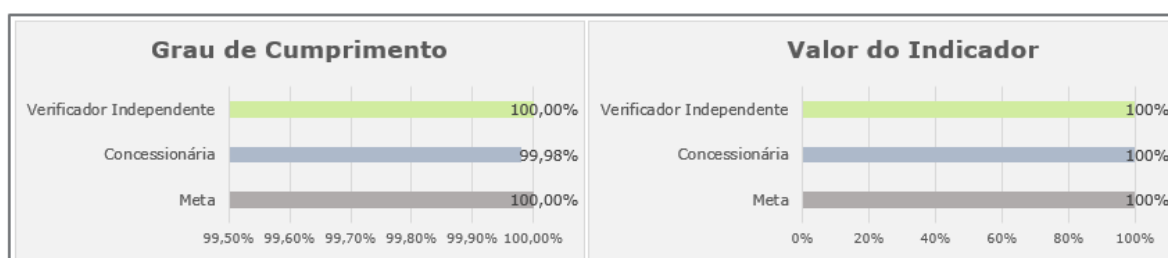 Grau de Cumprimento
Verificador Independente 100,00%
Concessionária 99,98%
Meta 100,00%
99,50% 99,60% 99,70% 99,80% 99,90% 100,00%
Valor do Indicador
Verificador Independente 100%
Concessionária 100%
Meta 100%
0% 20% 40% 60% 80% 100%